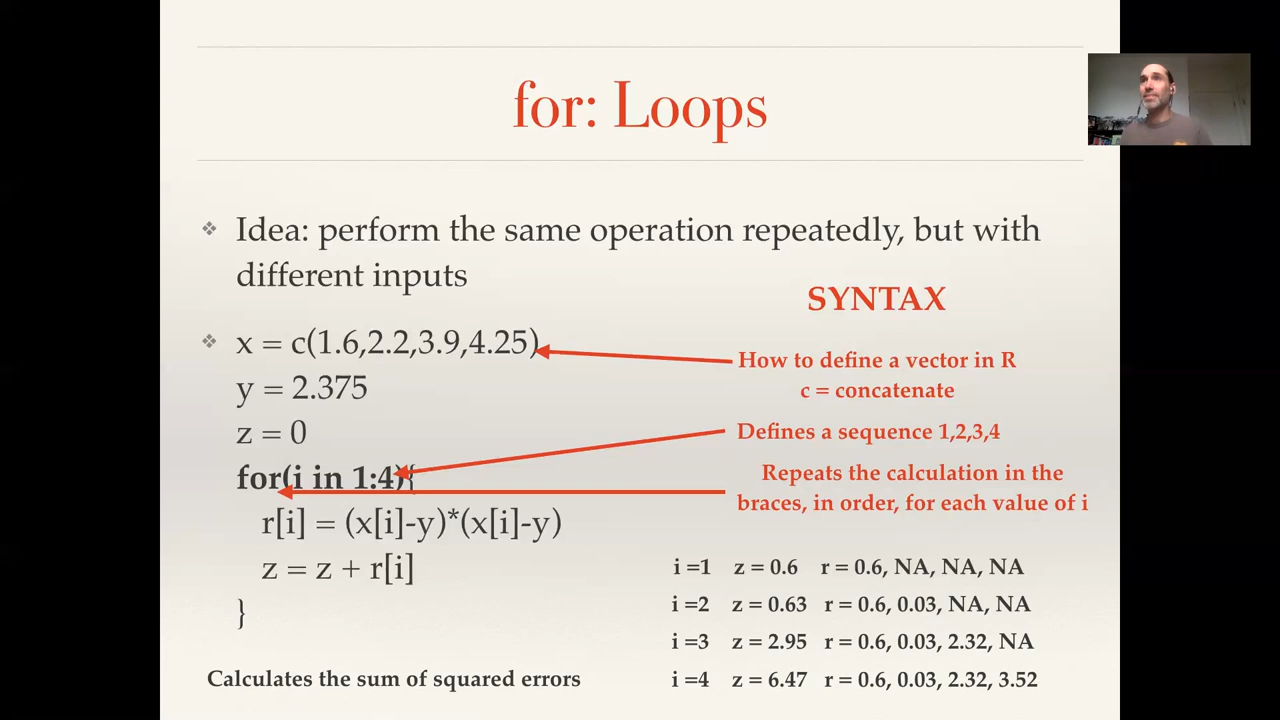 for: Loops
Idea: perform the same operation repeatedly, but with
different inputs
SYNTAX
x = c(1.6,2.2,3.9,4.25)
y = 2.375
z = 0
for(i in 1:4){
r[i] = (x[i]-y)*(x[i]-y)
z = z + r[i]
}
How to define a vector in R
c = concatenate
Defines a sequence 1,2,3,4
Repeats the calculation in the
braces, in order, for each value of i
i =1 z = 0.6 r = 0.6, NA, NA, NA
i =2 z = 0.63 r = 0.6, 0.03, NA, NA
i =3 z = 2.95 r = 0.6, 0.03, 2.32, NA
i =4 z = 6.47 r = 0.6, 0.03, 2.32, 3.52
Calculates the sum of squared errors